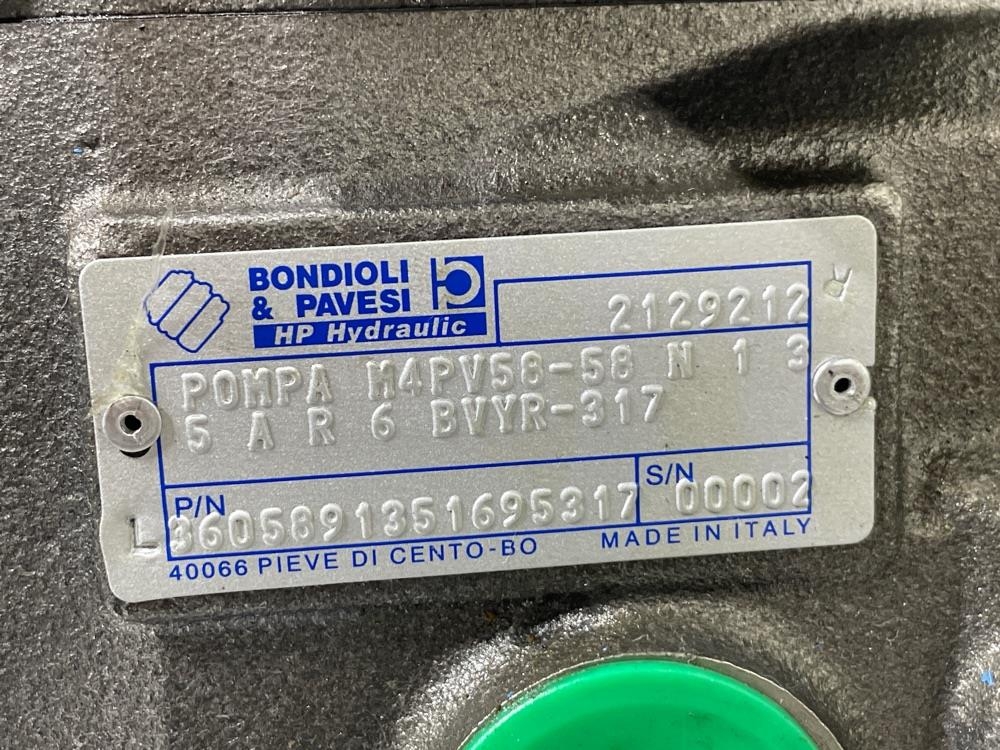 BONDIOLI
& PAVESI
HP Hydraulic
2129212
R
POMPA M4PV58-58 N 1 3
5 A R 6 BVYR-317
P/N
S/N
L
3605891351695317
00002
40066 PIEVE DI CENTO-BO
MADE IN ITALY